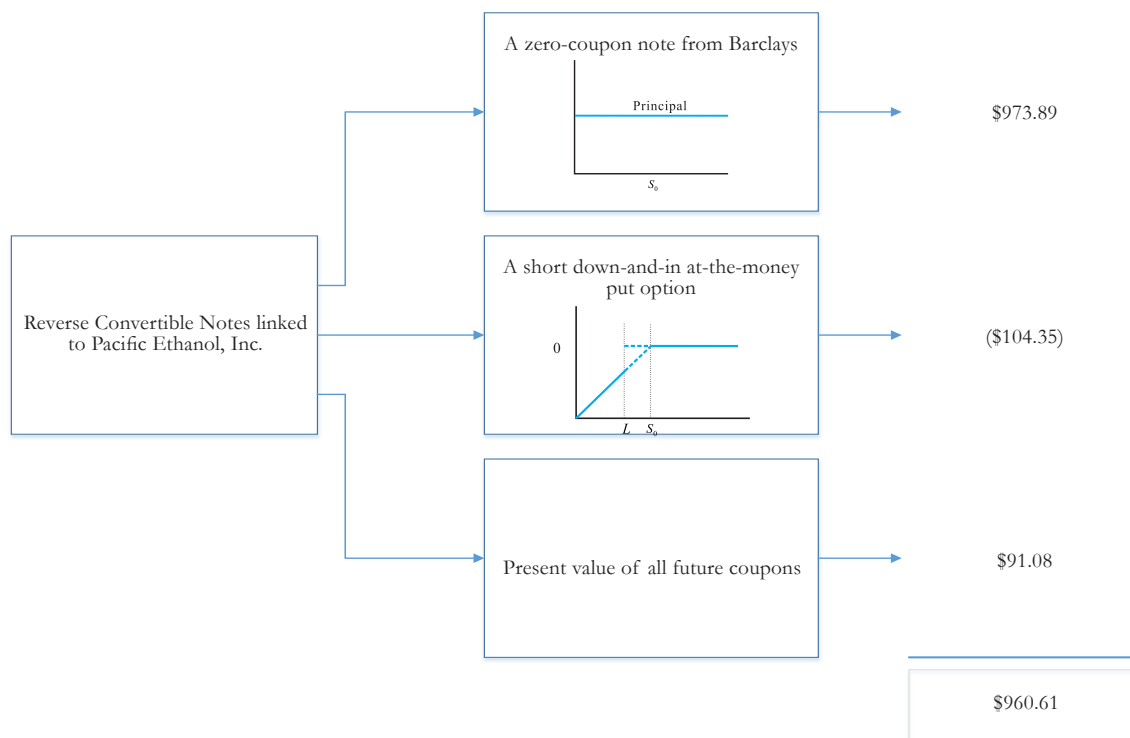 A zero-coupon note from Barclays
Principal
S₀
$973.89
Reverse Convertible Notes linked
to Pacific Ethanol, Inc.
A short down-and-in at-the-money
put option
0
L S₀
($104.35)
Present value of all future coupons
$91.08
$960.61